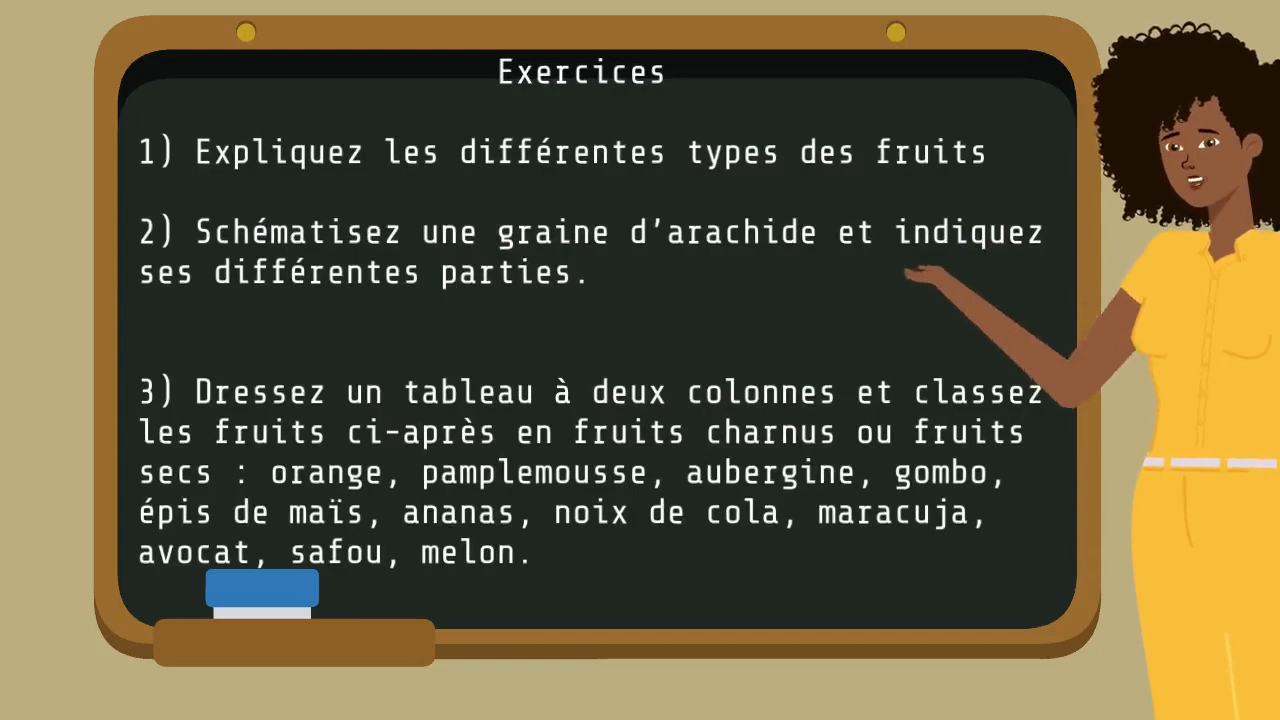 Exercices
1) Expliquez les différentes types des fruits
2) Schématisez une graine d’arachide et indiquez
ses différentes parties.
3) Dressez un tableau à deux colonnes et classez
les fruits ci-après en fruits charnus ou fruits
secs : orange, pamplemousse, aubergine, gombo,
épis de maïs, ananas, noix de cola, maracuja,
avocat, safou, melon.